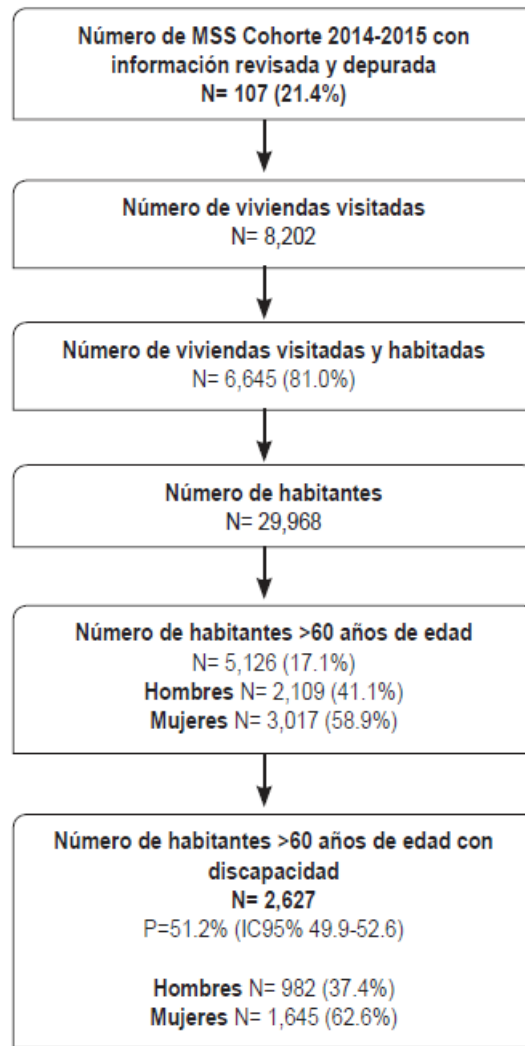 Número de MSS Cohorte 2014-2015 con
información revisada y depurada
N= 107 (21.4%)
Número de viviendas visitadas
N= 8,202
Número de viviendas visitadas y habitadas
N= 6,645 (81.0%)
Número de habitantes
N= 29,968
Número de habitantes >60 años de edad
N= 5,126 (17.1%)
Hombres N= 2,109 (41.1%)
Mujeres N= 3,017 (58.9%)
Número de habitantes >60 años de edad con
discapacidad
N= 2,627
P=51.2% (IC95% 49.9-52.6)
Hombres N= 982 (37.4%)
Mujeres N= 1,645 (62.6%)